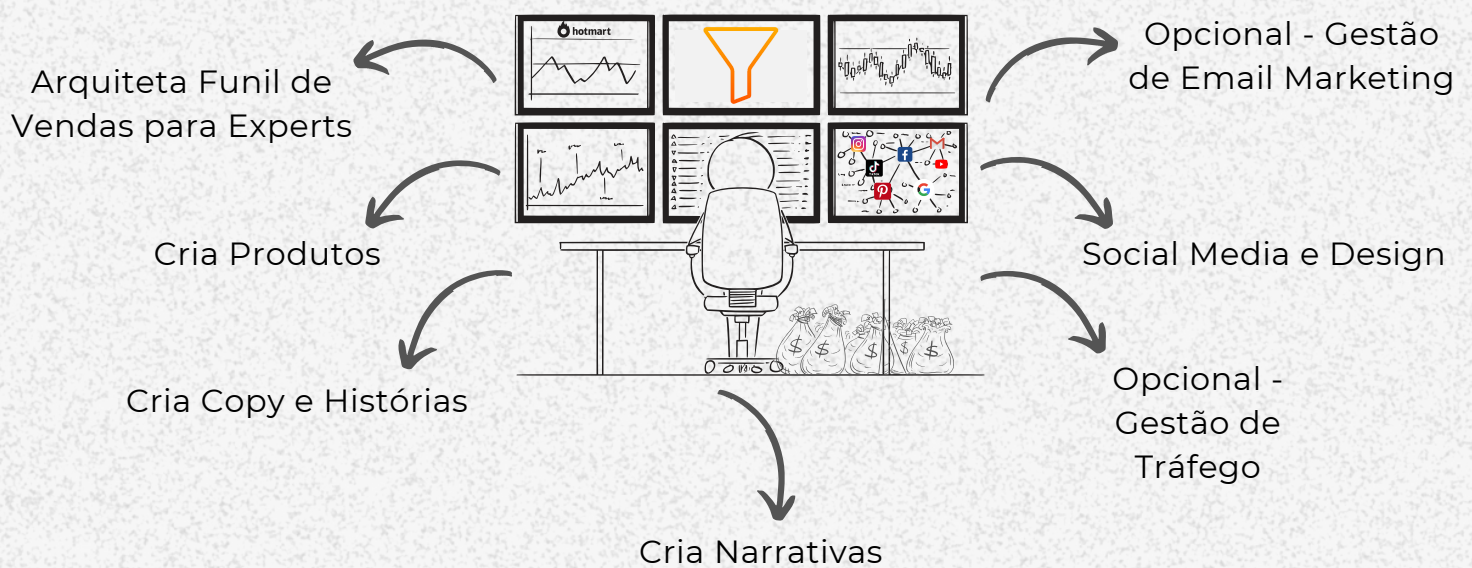 hotmart
Arquiteta Funil de
Vendas para Experts
Cria Produtos
Cria Copy e Histórias
Cria Narrativas
Opcional - Gestão
de Email Marketing
Social Media e Design
Opcional -
Gestão de
Tráfego
$
$
$
$